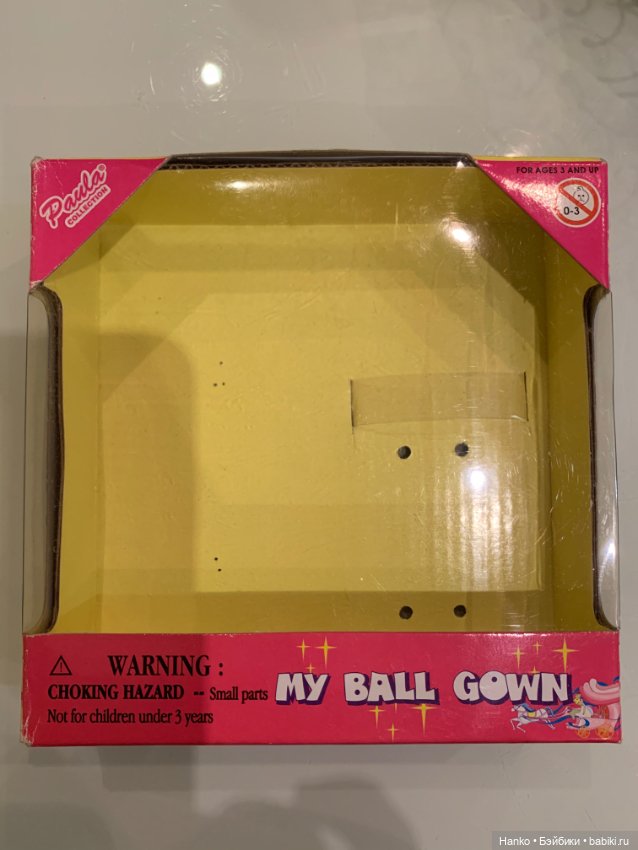 Paula®
COLLECTION
FOR AGES 3 AND UP
0-3
WARNING :
CHOKING HAZARD -- Small parts
Not for children under 3 years
MY BALL GOWN
Hanko • Бэйбики • babiki.ru